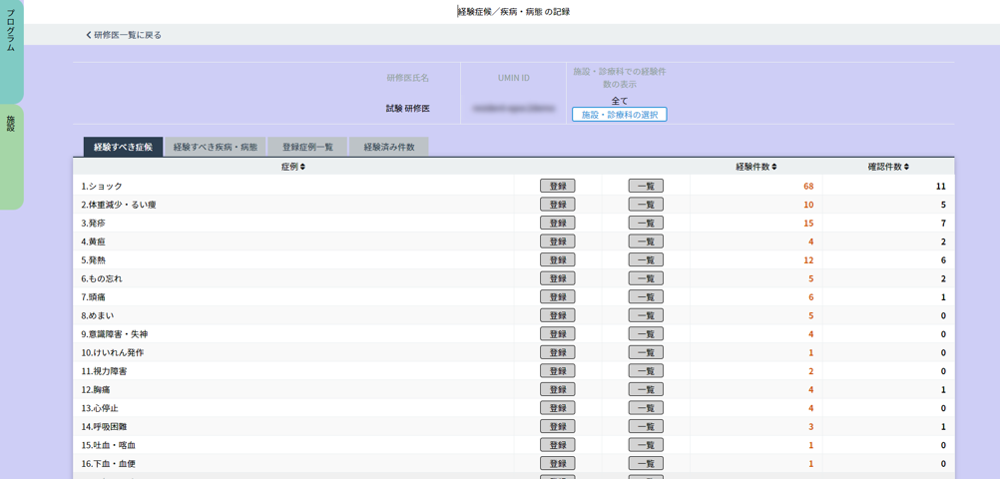 経験症候／疾病・病態 の記録
プログラム
施設
研修医一覧に戻る
研修医氏名 UMIN ID 施設・診療科での経験件数の表示
試験 研修医 全て
施設・診療科の選択
経験すべき症候 経験すべき疾病・病態 登録症例一覧 経験済み件数
症例 経験件数 確認件数
1.ショック 登録 一覧 68 11
2.体重減少・るい痩 登録 一覧 10 5
3.発疹 登録 一覧 15 7
4.黄疸 登録 一覧 4 2
5.発熱 登録 一覧 12 6
6.もの忘れ 登録 一覧 5 2
7.頭痛 登録 一覧 6 1
8.めまい 登録 一覧 5 0
9.意識障害・失神 登録 一覧 4 0
10.けいれん発作 登録 一覧 1 0
11.視力障害 登録 一覧 2 0
12.胸痛 登録 一覧 4 1
13.心停止 登録 一覧 4 0
14.呼吸困難 登録 一覧 3 1
15.吐血・喀血 登録 一覧 1 0
16.下血・血便 登録 一覧 1 0